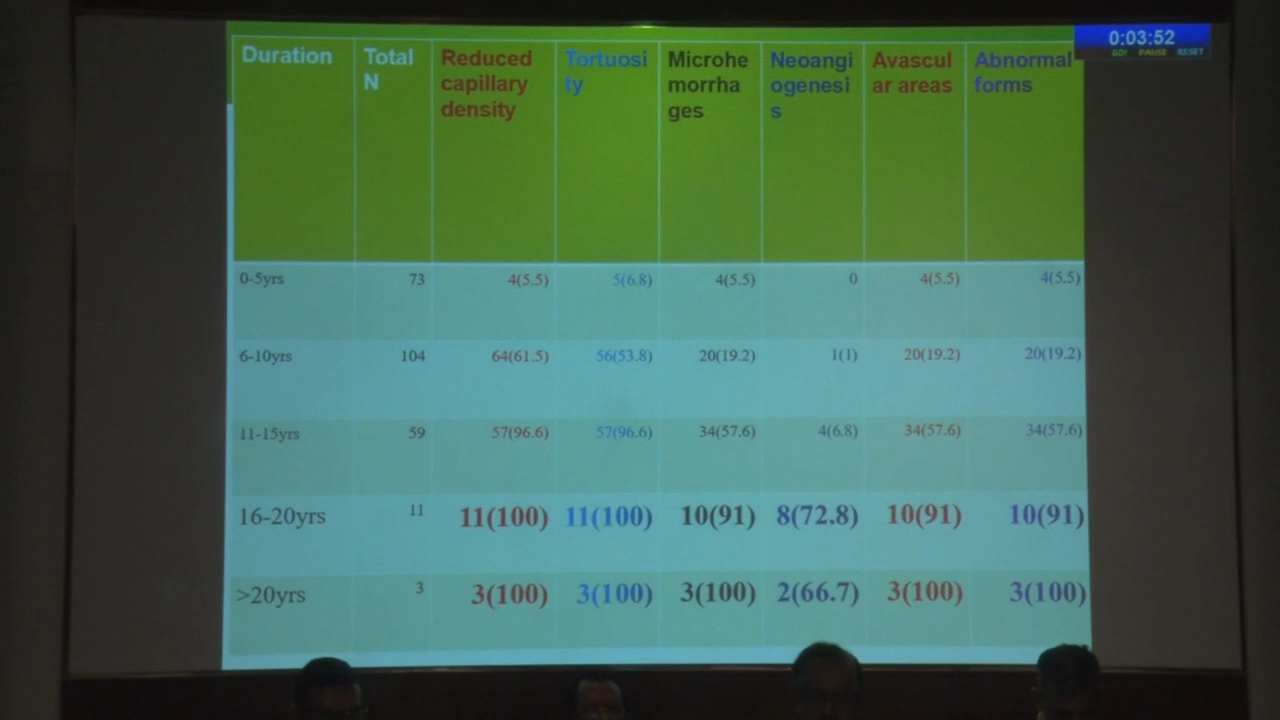 0:03:52
GO! PAUSE RESET
Duration Total N Reduced capillary density Tortuosi ty Microhe morrha ges Neoangi ogenesi s Avascul ar areas Abnormal forms
0-5yrs 73 4(5.5) 5(6.8) 4(5.5) 0 4(5.5) 4(5.5)
6-10yrs 104 64(61.5) 56(53.8) 20(19.2) 1(1) 20(19.2) 20(19.2)
11-15yrs 59 57(96.6) 57(96.6) 34(57.6) 4(6.8) 34(57.6) 34(57.6)
16-20yrs 11 11(100) 11(100) 10(91) 8(72.8) 10(91) 10(91)
>20yrs 3 3(100) 3(100) 3(100) 2(66.7) 3(100) 3(100)